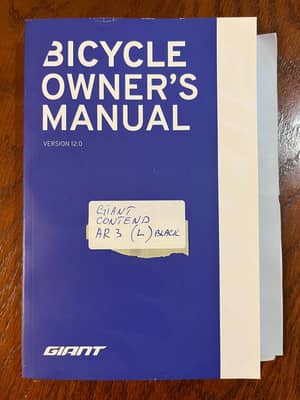 BICYCLE
OWNER'S
MANUAL
VERSION 12.0
GIANT
CONTEND
AR 3 (L) BLACK
GIANT